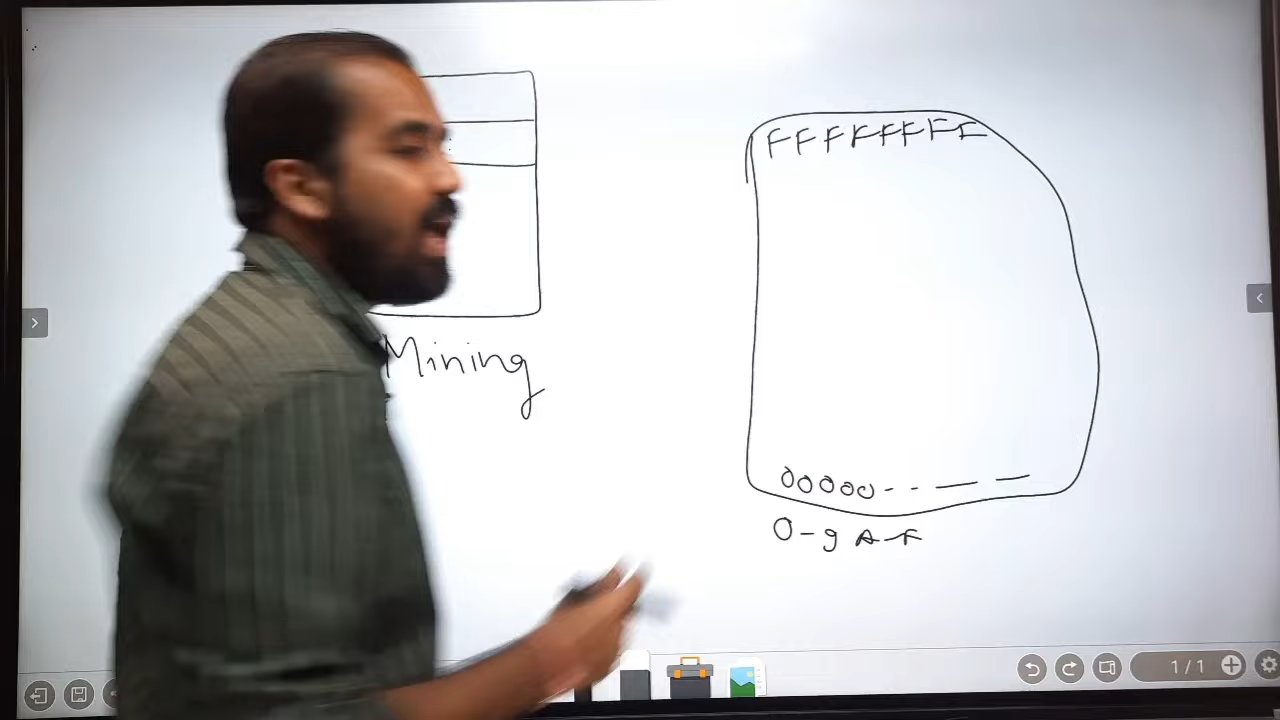 FFFFFFFF
Mining
00000-- — —
0-9 A-F
1/1